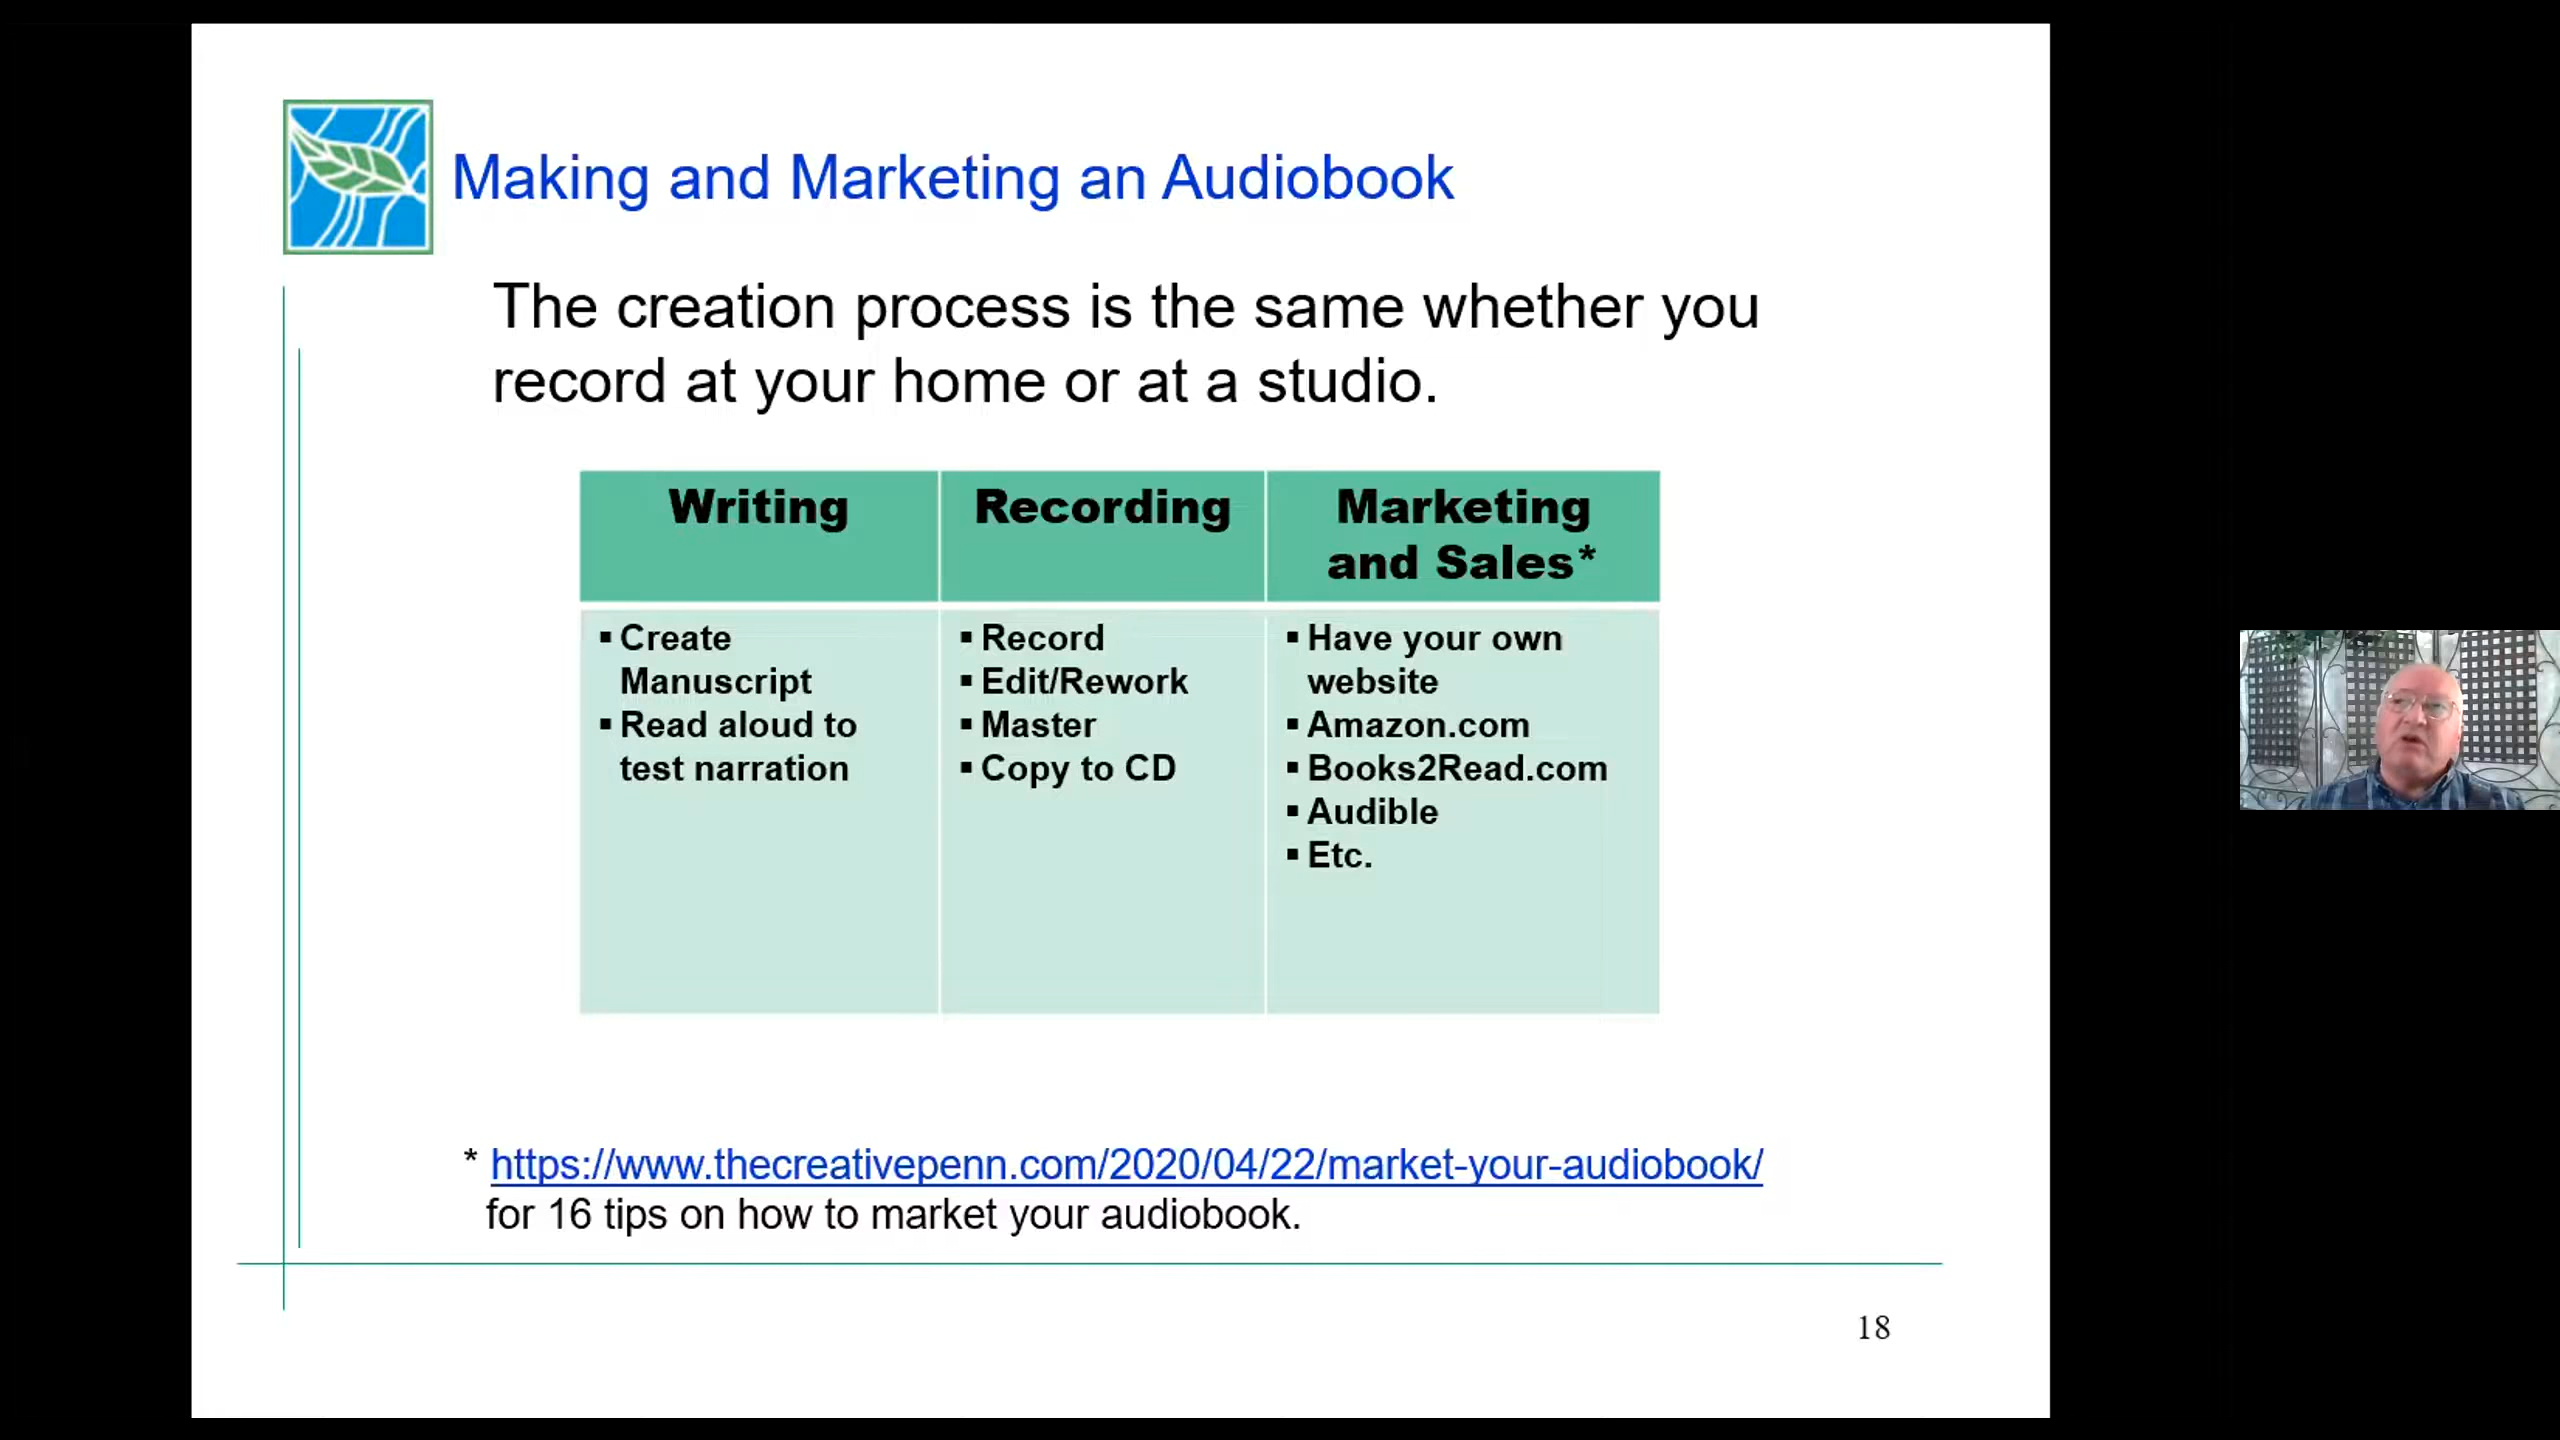 Making and Marketing an Audiobook
The creation process is the same whether you
record at your home or at a studio.
Writing
▪ Create
Manuscript
▪ Read aloud to
test narration
Recording
▪ Record
▪ Edit/Rework
▪ Master
▪ Copy to CD
Marketing
and Sales*
▪ Have your own
website
▪ Amazon.com
▪ Books2Read.com
▪ Audible
▪ Etc.
* https://www.thecreativepenn.com/2020/04/22/market-your-audiobook/
for 16 tips on how to market your audiobook.
18